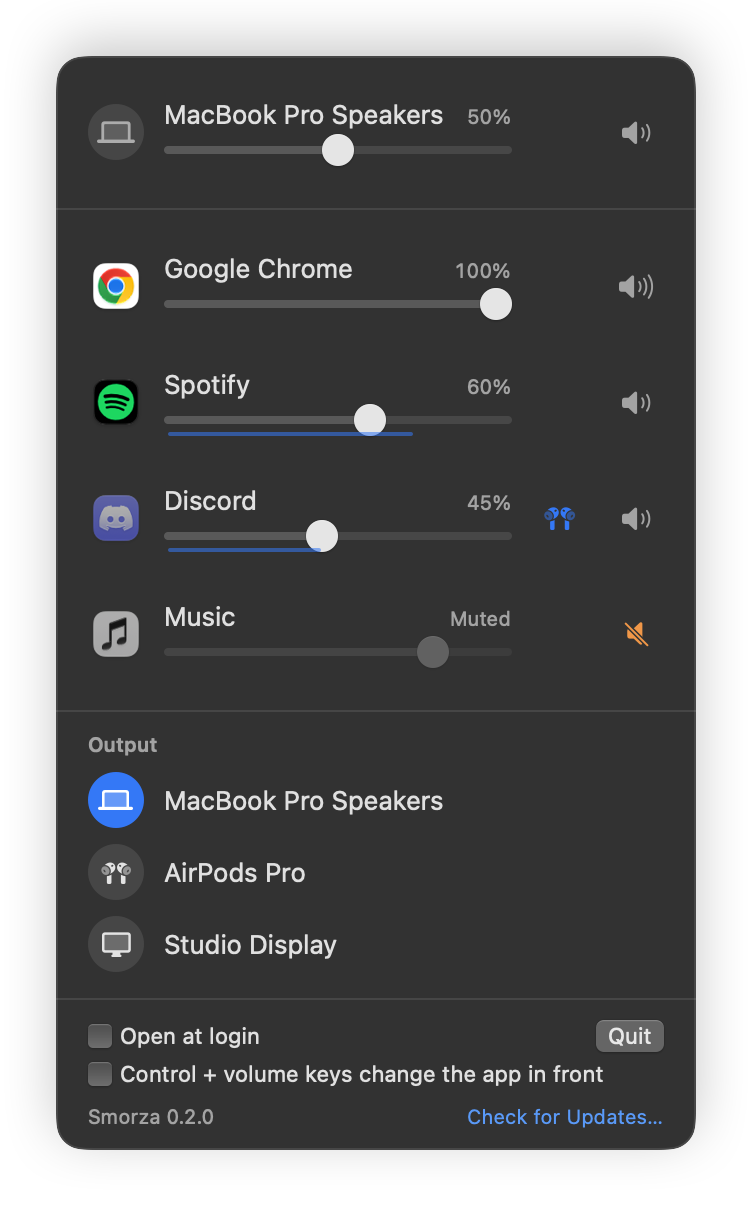 MacBook Pro Speakers 50%
Google Chrome 100%
Spotify 60%
Discord 45%
Music Muted
Output
MacBook Pro Speakers
AirPods Pro
Studio Display
Open at login Quit
Control + volume keys change the app in front
Smorza 0.2.0 Check for Updates...